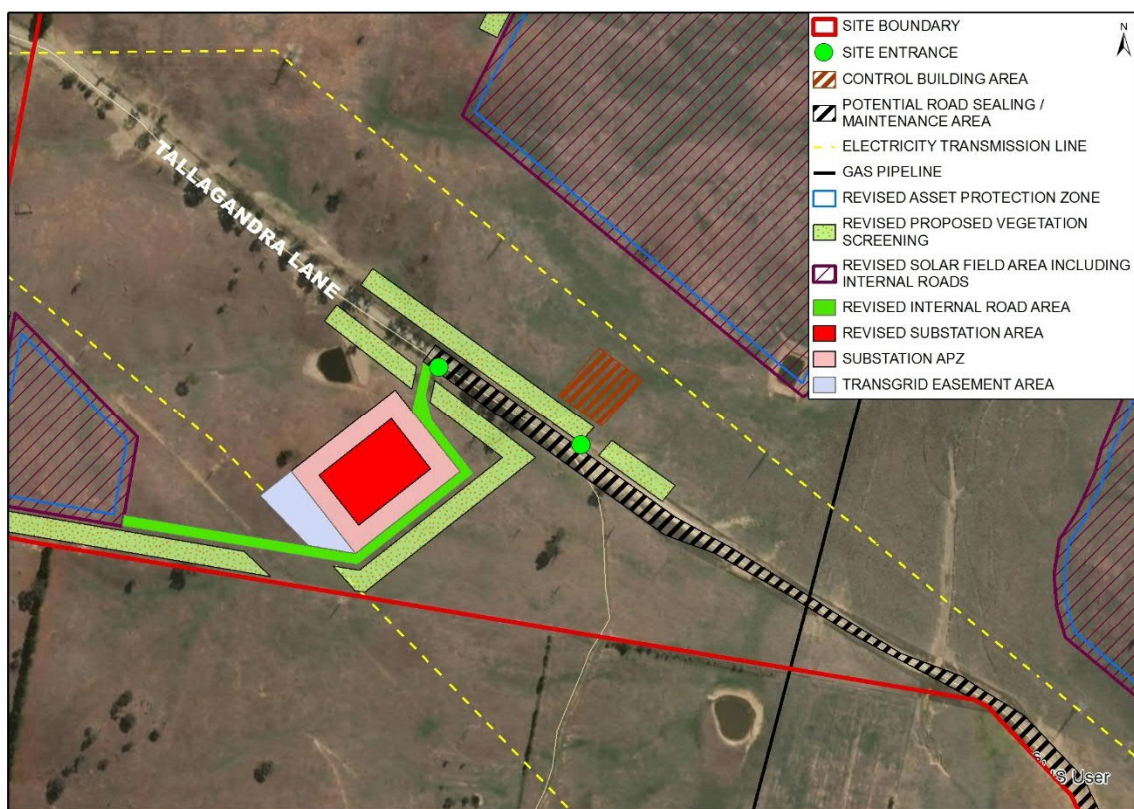 SITE BOUNDARY
SITE ENTRANCE
CONTROL BUILDING AREA
POTENTIAL ROAD SEALING /
MAINTENANCE AREA
ELECTRICITY TRANSMISSION LINE
GAS PIPELINE
REVISED ASSET PROTECTION ZONE
REVISED PROPOSED VEGETATION
SCREENING
REVISED SOLAR FIELD AREA INCLUDING
INTERNAL ROADS
REVISED INTERNAL ROAD AREA
REVISED SUBSTATION AREA
SUBSTATION APZ
TRANSGRID EASEMENT AREA
N
TALLAGANDRA LANE
User